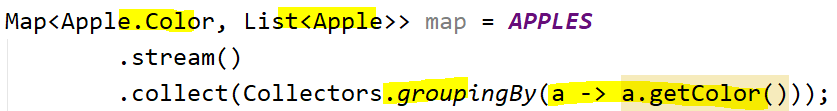 Map<Apple.Color, List<Apple>> map = APPLES
.stream()
.collect(Collectors.groupingBy(a -> a.getColor()));